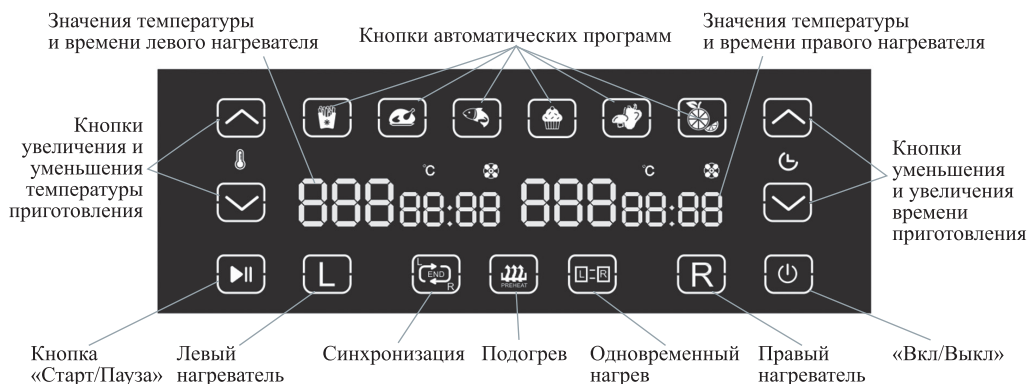 Значения температуры
и времени левого нагревателя
Кнопки автоматических программ
Значения температуры
и времени правого нагревателя
Кнопки
увеличения и
уменьшения
температуры
приготовления
°C
°C
888 88:88
888 88:88
Кнопки
уменьшения
и увеличения
времени
приготовления
L
L
END
R
PREHEAT
L=R
R
Кнопка
«Старт/Пауза»
Левый
нагреватель
Синхронизация
Подогрев
Одновременный
нагрев
Правый
нагреватель
«Вкл/Выкл»